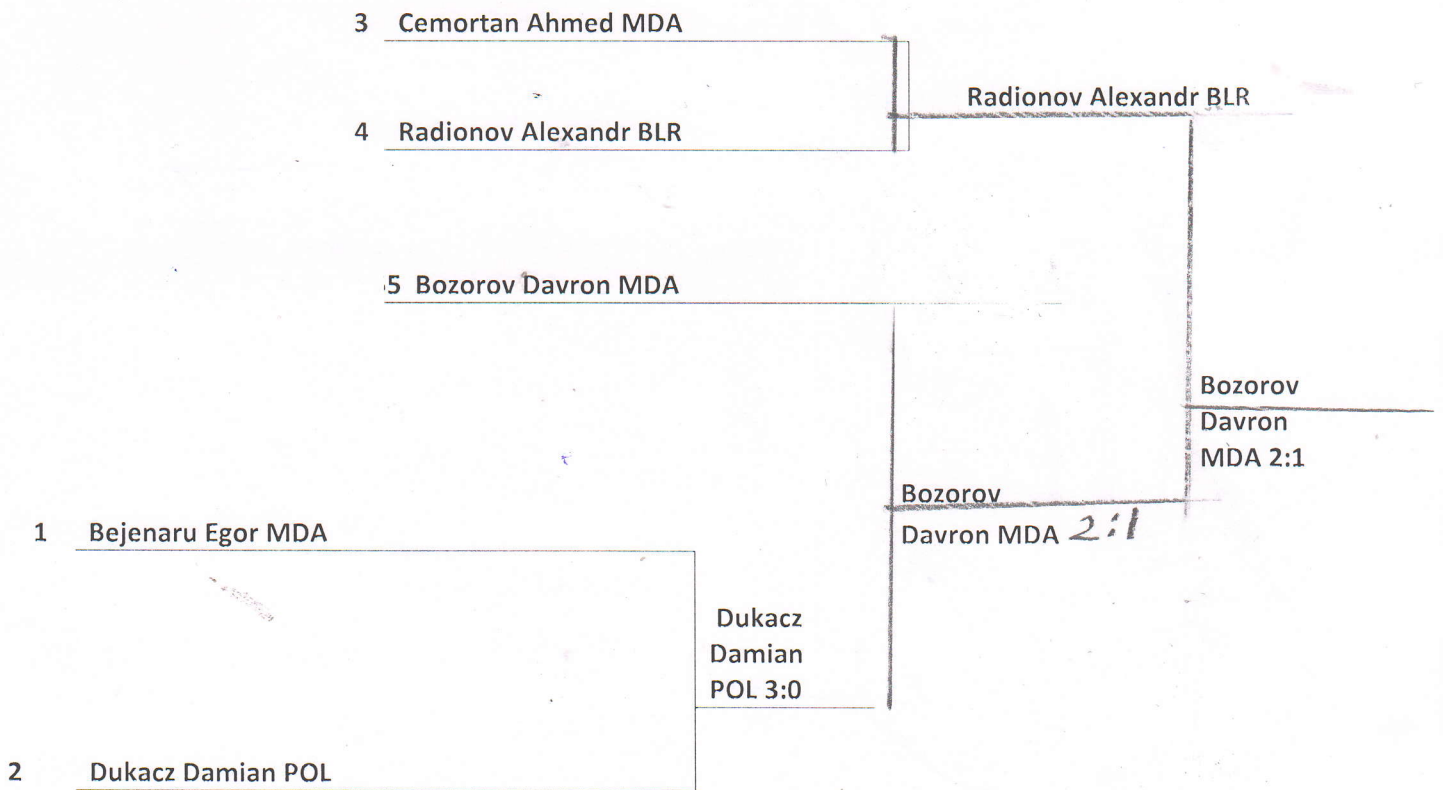 3 Cemortan Ahmed MDA
Radionov Alexandr BLR
4 Radionov Alexandr BLR
5 Bozorov Davron MDA
Bozorov
Davron
MDA 2:1
Bozorov
Davron MDA 2:1
1 Bejenaru Egor MDA
Dukacz
Damian
POL 3:0
2 Dukacz Damian POL